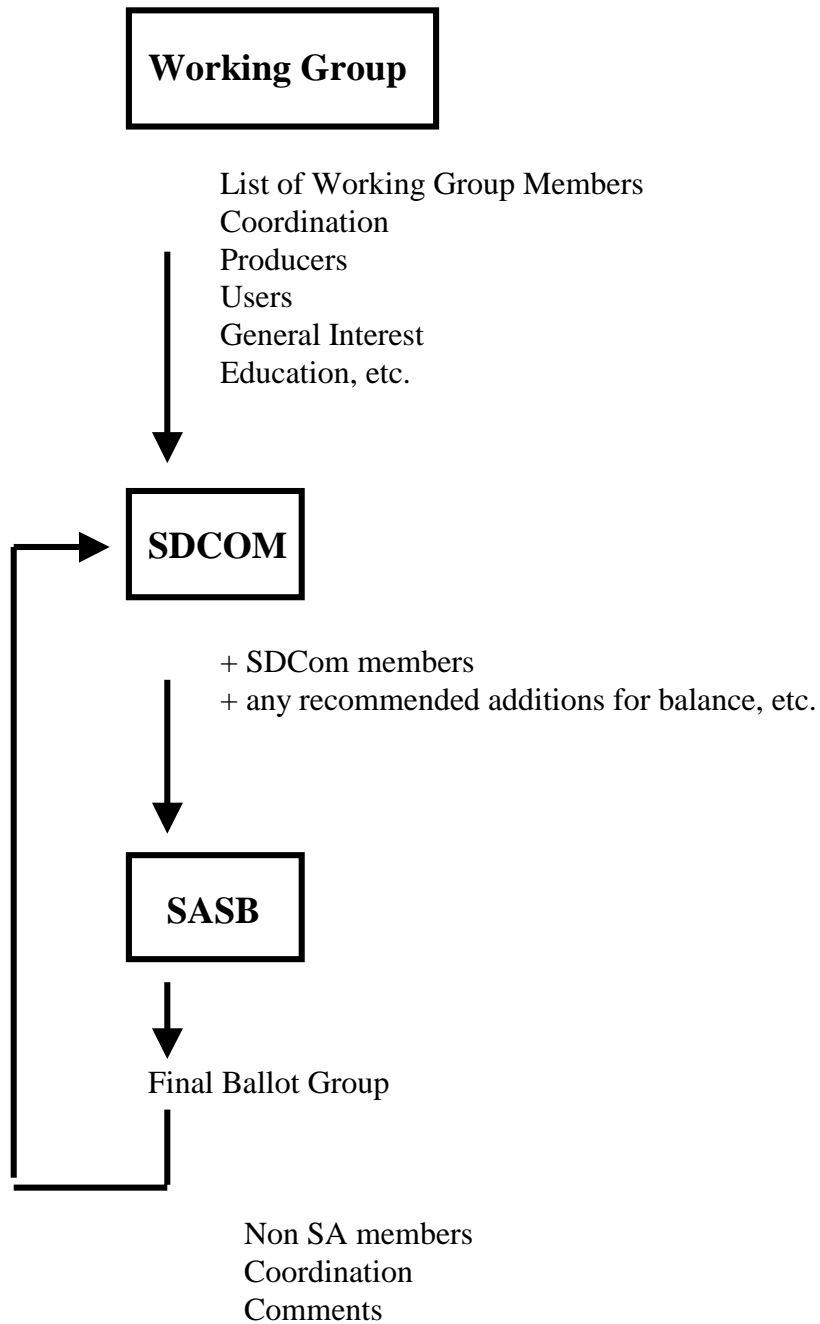 Working Group
List of Working Group Members
Coordination
Producers
Users
General Interest
Education, etc.
SDCOM
+ SDCom members
+ any recommended additions for balance, etc.
SASB
Final Ballot Group
Non SA members
Coordination
Comments